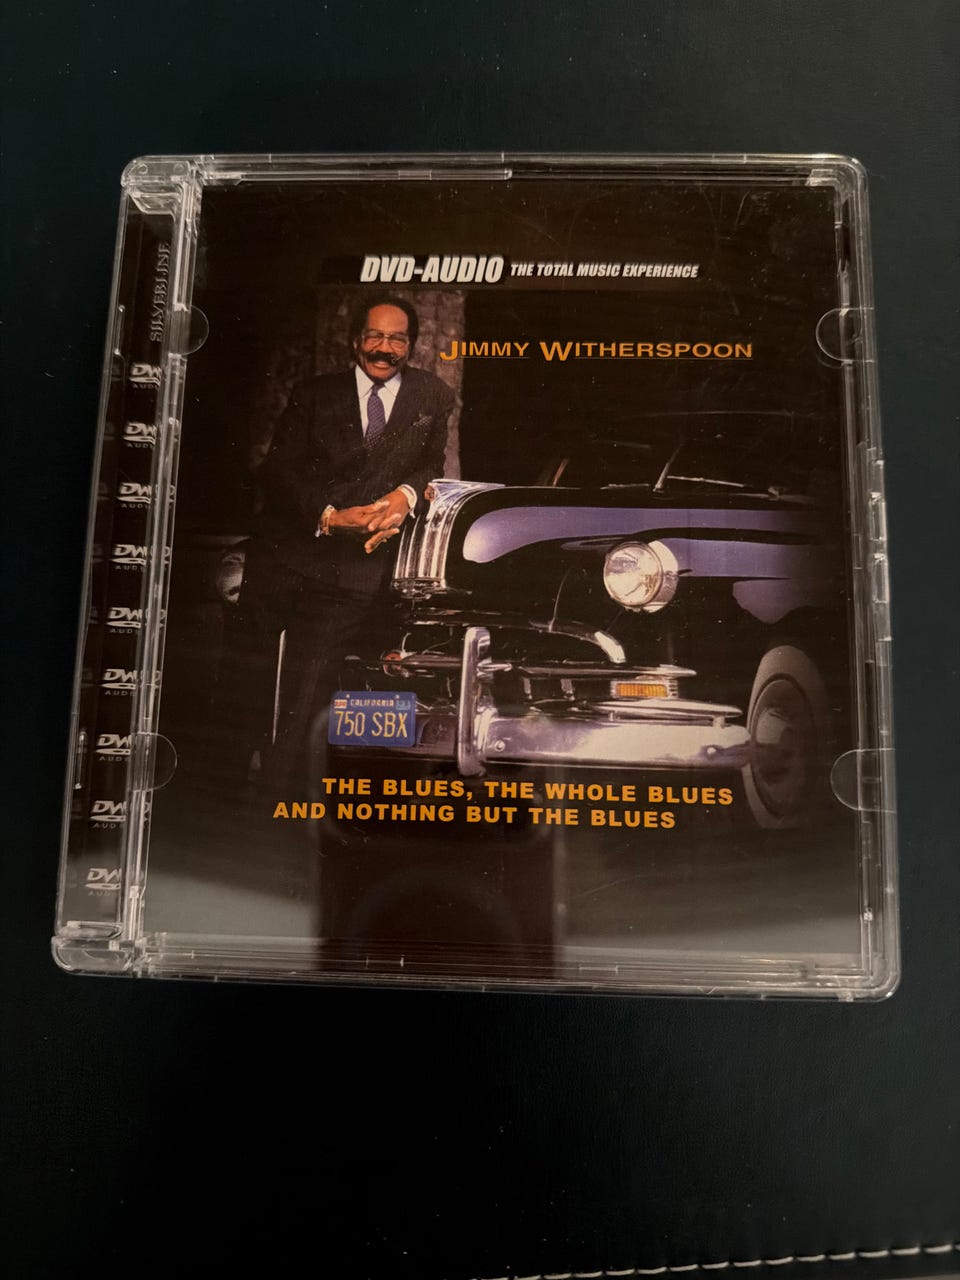 DVD-AUDIO THE TOTAL MUSIC EXPERIENCE
JIMMY WITHERSPOON
CALIFORNIA
750 SBX
THE BLUES, THE WHOLE BLUES
AND NOTHING BUT THE BLUES
SILVERLINE